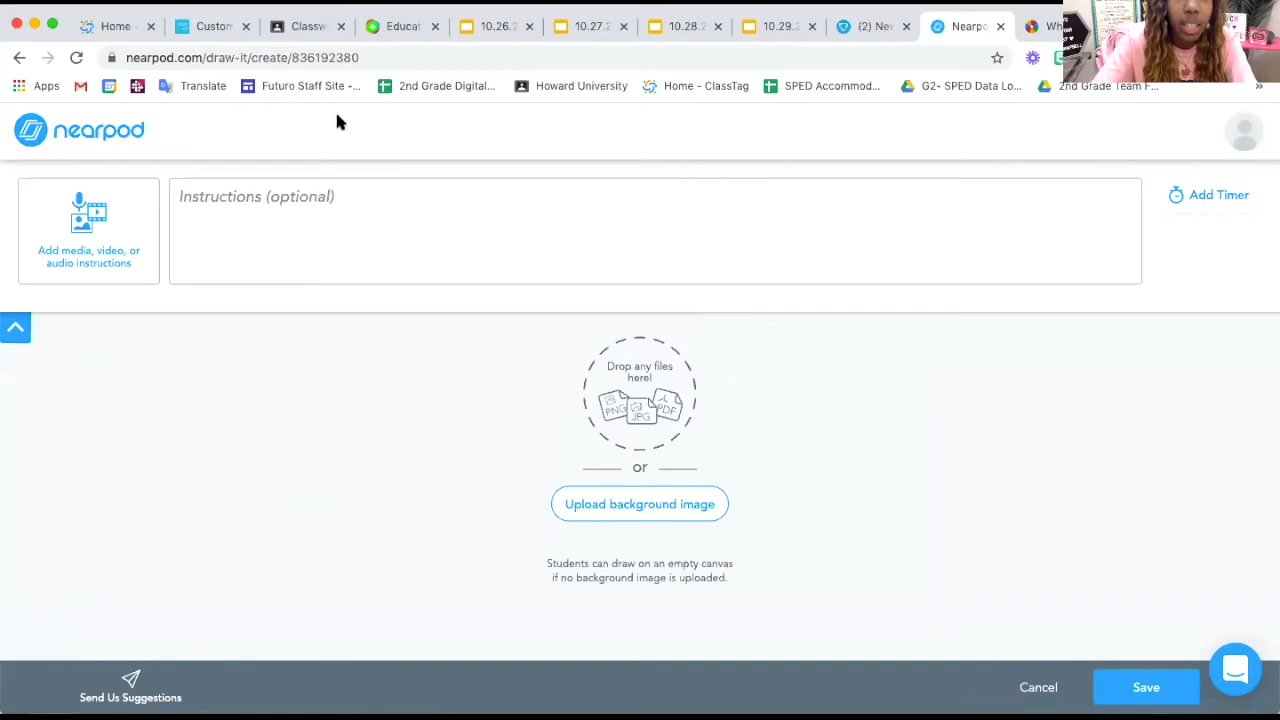 Home -
Custom
Classw
Educat
10.26.2
10.27.2
10.28.2
10.29.2
(2) Nev
Nearpo
Wh
nearpod.com/draw-it/create/836192380
Apps
Translate
Futuro Staff Site -...
2nd Grade Digital...
Howard University
Home - ClassTag
SPED Accommod...
G2- SPED Data Lo...
2nd Grade Team F...
nearpod
Instructions (optional)
Add Timer
Add media, video, or
audio instructions
Drop any files
here!
PNG
JPG
PDF
or
Upload background image
Students can draw on an empty canvas
if no background image is uploaded.
Send Us Suggestions
Cancel
Save